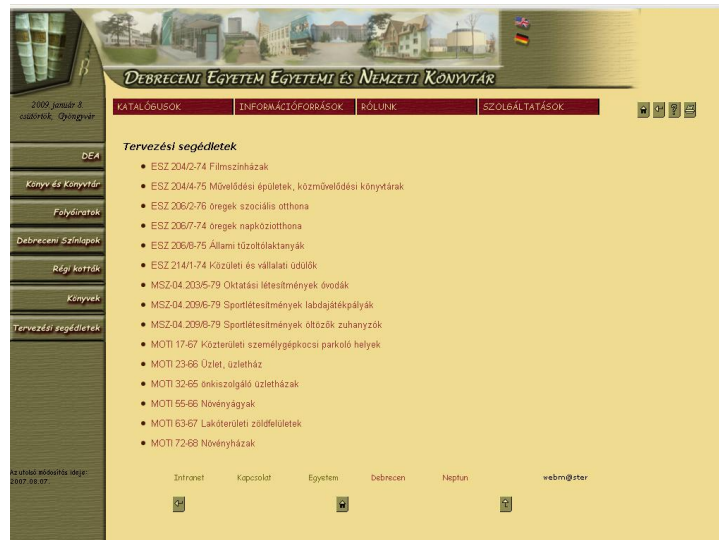 DEBRECENI EGYETEM EGYETEMI ÉS NEMZETI KÖNYVTÁR
2009. január 8.
csütörtök, Gyöngyvér
KATALÓGUSOK
INFORMÁCIÓFORRÁSOK
RÓLUNK
SZOLGÁLTATÁSOK
DEA
Könyv és Könyvtár
Folyóiratok
Debreceni Színlapok
Régi kották
Könyvek
Tervezési segédletek
Az utolsó módosítás ideje:
2007.08.07.
Tervezési segédletek
ESZ 204/2-74 Filmszínházak
ESZ 204/4-75 Művelődési épületek, közművelődési könyvtárak
ESZ 206/2-76 öregek szociális otthona
ESZ 206/7-74 öregek napköziotthona
ESZ 206/8-75 Állami tűzoltólaktanyák
ESZ 214/1-74 Közületi és vállalati üdülők
MSZ-04.203/5-79 Oktatási létesítmények óvodák
MSZ-04.209/6-79 Sportlétesítmények labdajátékpályák
MSZ-04.209/8-79 Sportlétesítmények öltözők zuhanyzók
MOTI 17-67 Közterületi személygépkocsi parkoló helyek
MOTI 23-66 Üzlet, üzletház
MOTI 32-65 önkiszolgáló üzletházak
MOTI 55-66 Növényágyak
MOTI 63-67 Lakóterületi zöldfelületek
MOTI 72-68 Növényházak
Intranet Kapcsolat Egyetem Debrecen Neptun webm@ster